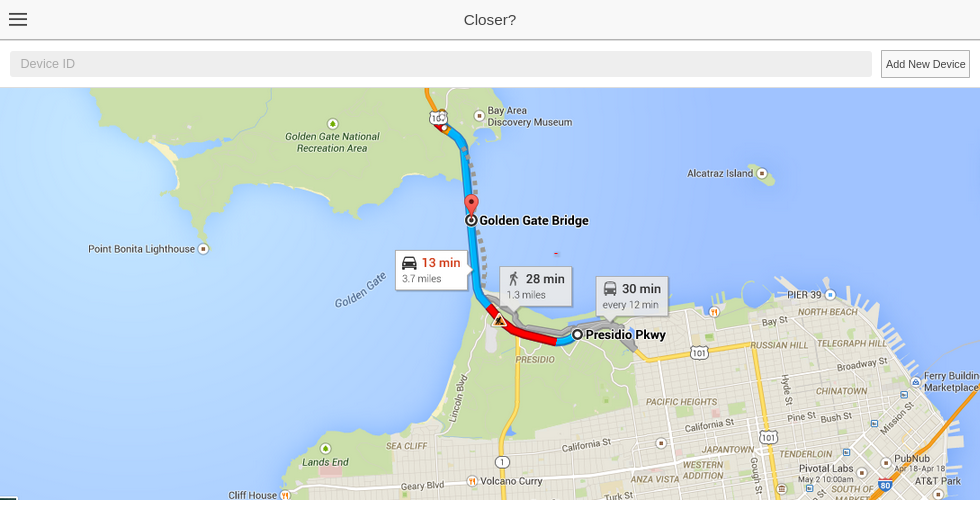 Closer?
Device ID
Add New Device
101
Bay Area
Discovery Museum
Golden Gate National
Recreation Area
Alcatraz Island
Golden Gate Bridge
Point Bonita Lighthouse
13 min
3.7 miles
Golden Gate
28 min
1.3 miles
30 min
every 12 min
PIER 39
NORTH BEACH
Bay St
Presidio Pkwy
RUSSIAN HILL
TELEGRAPH HILL
101
PRESIDIO
Broadway St
Ferry Building
Marketplace
Lincoln Blvd
Hyde St
CHINATOWN
PACIFIC HEIGHTS
Pine St
Bush St
Mission St
California St
101
SEA CLIFF
California St
JAPANTOWN
TENDERLOIN
Lands End
1
WESTERN
ADDITION
Gough St
PubNub
Apr 18-Apr 18
Pivotal Labs
May 2 10:00am
ANZA VISTA
Geary Blvd
Volcano Curry
80
AT&T Park
SOUTH OF
MARKET
Cliff House
Turk St